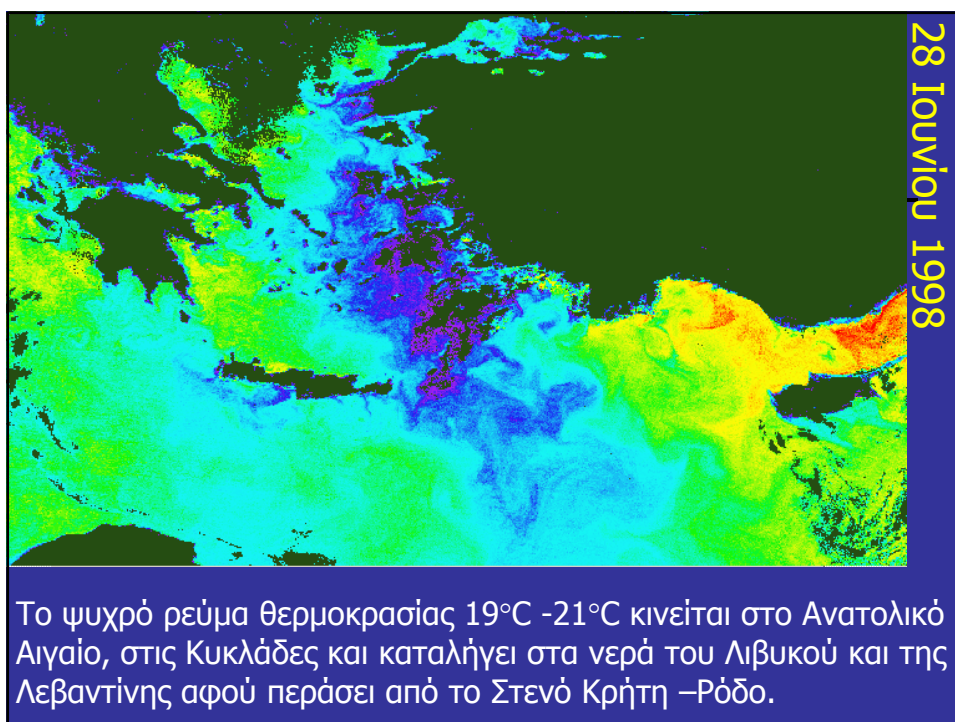 28 Ιουνίου 1998
Το ψυχρό ρεύμα θερμοκρασίας 19°C -21°C κινείται στο Ανατολικό
Αιγαίο, στις Κυκλάδες και καταλήγει στα νερά του Λιβυκού και της
Λεβαντίνης αφού περάσει από το Στενό Κρήτη –Ρόδο.